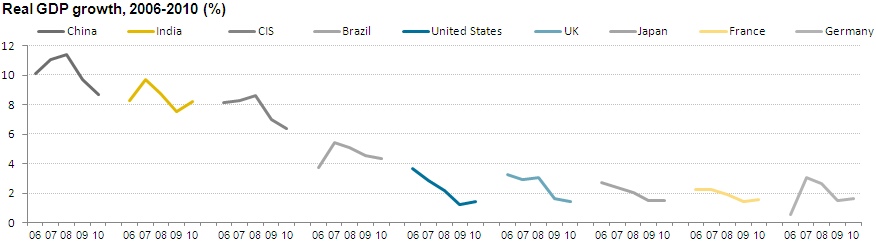 Real GDP growth, 2006-2010 (%)
China India CIS Brazil United States UK Japan France Germany
12
10
8
6
4
2
0
06 07 08 09 10 06 07 08 09 10 06 07 08 09 10 06 07 08 09 10 06 07 08 09 10 06 07 08 09 10 06 07 08 09 10 06 07 08 09 10 06 07 08 09 10